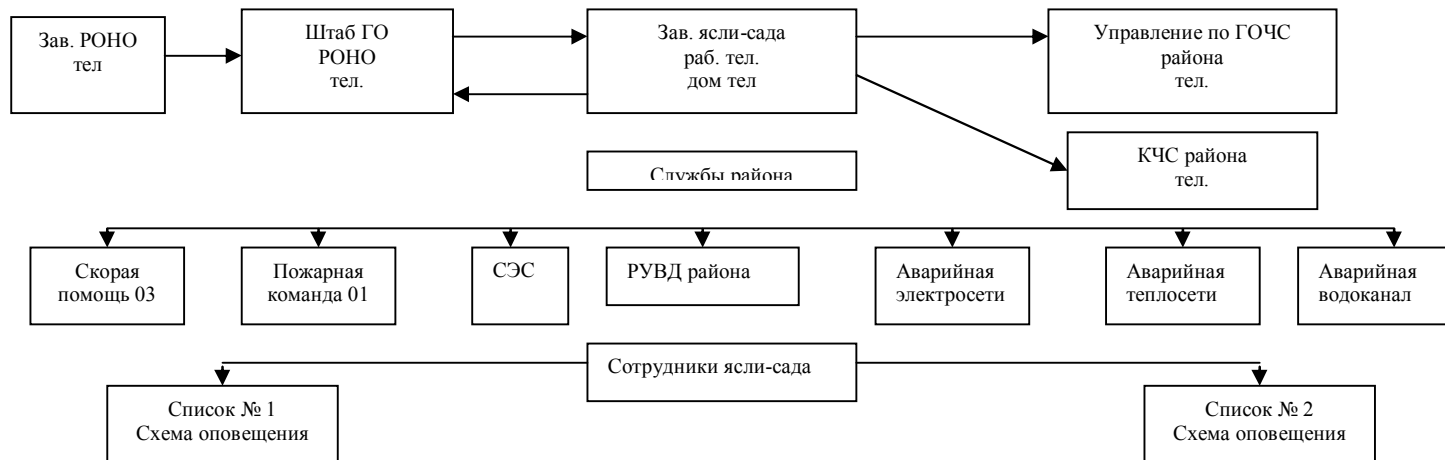 Зав. РОНО
тел
Штаб ГО
РОНО
тел.
Зав. ясли-сада
раб. тел.
дом тел
Управление по ГОЧС
района
тел.
КЧС района
тел.
Службы района
Скорая
помощь 03
Пожарная
команда 01
СЭС
РУВД района
Аварийная
электросети
Аварийная
теплосети
Аварийная
водоканал
Сотрудники ясли-сада
Список № 1
Схема оповещения
Список № 2
Схема оповещения